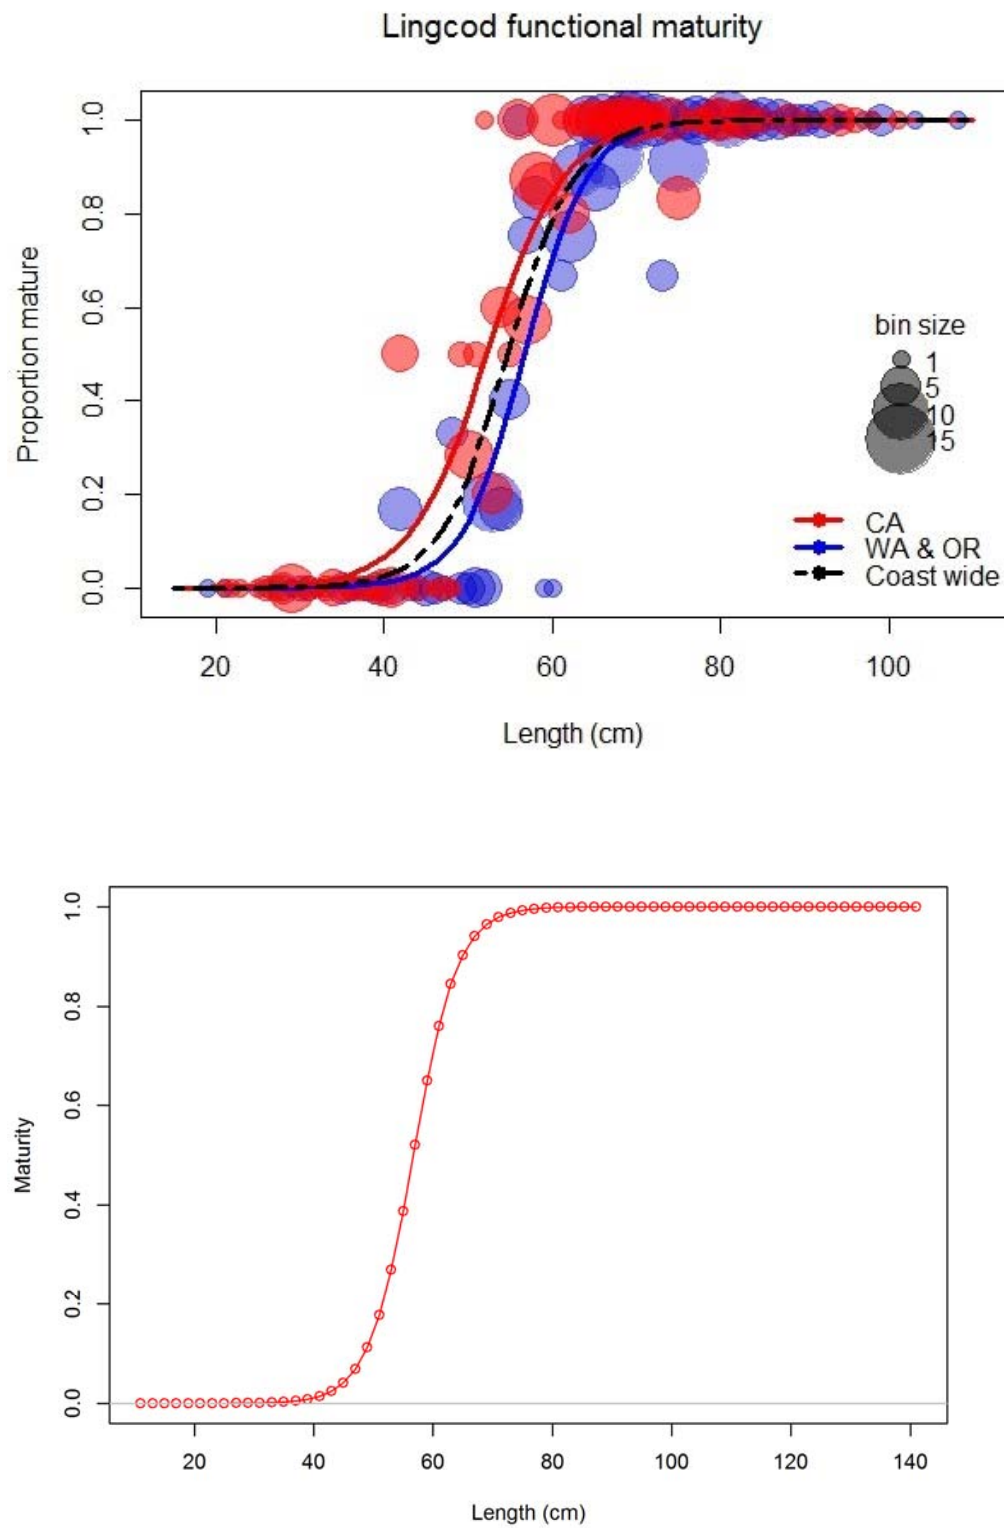 Lingcod functional maturity
Proportion mature
1.0
0.8
0.6
0.4
0.2
0.0
bin size
1
5
10
15
CA
WA & OR
Coast wide
20 40 60 80 100
Length (cm)
Maturity
1.0
0.8
0.6
0.4
0.2
0.0
20 40 60 80 100 120 140
Length (cm)